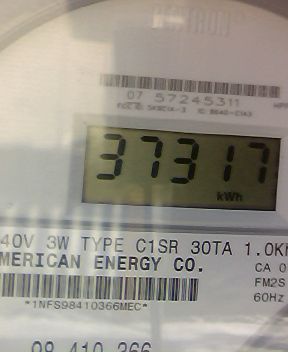 07 57245311
37317
kWh
40V 3W TYPE C1SR 30TA 1.0K
MERICAN ENERGY CO.
CA 0
FM2S
60Hz
*1NFS98410366MEC*
98 410 366